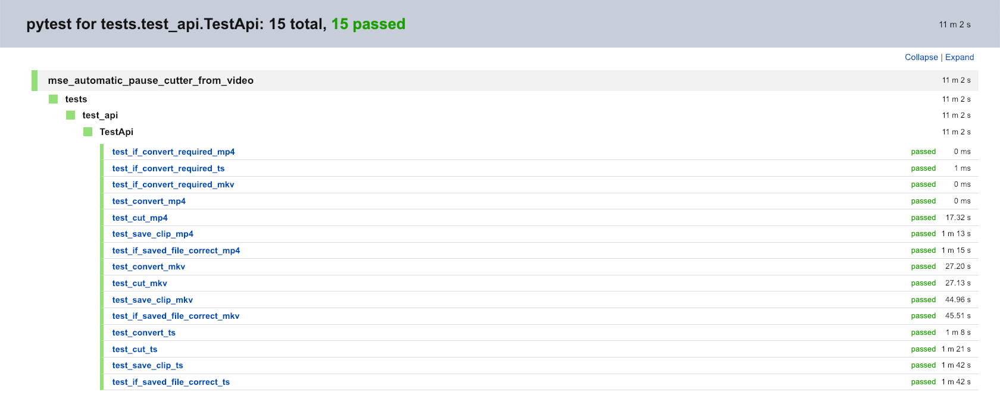 pytest for tests.test_api.TestApi: 15 total, 15 passed 11 m 2 s
Collapse | Expand
mse_automatic_pause_cutter_from_video 11 m 2 s
tests 11 m 2 s
test_api 11 m 2 s
TestApi 11 m 2 s
test_if_convert_required_mp4 passed 0 ms
test_if_convert_required_ts passed 1 ms
test_if_convert_required_mkv passed 0 ms
test_convert_mp4 passed 0 ms
test_cut_mp4 passed 17.32 s
test_save_clip_mp4 passed 1 m 13 s
test_if_saved_file_correct_mp4 passed 1 m 15 s
test_convert_mkv passed 27.20 s
test_cut_mkv passed 27.13 s
test_save_clip_mkv passed 44.96 s
test_if_saved_file_correct_mkv passed 45.51 s
test_convert_ts passed 1 m 8 s
test_cut_ts passed 1 m 21 s
test_save_clip_ts passed 1 m 42 s
test_if_saved_file_correct_ts passed 1 m 42 s